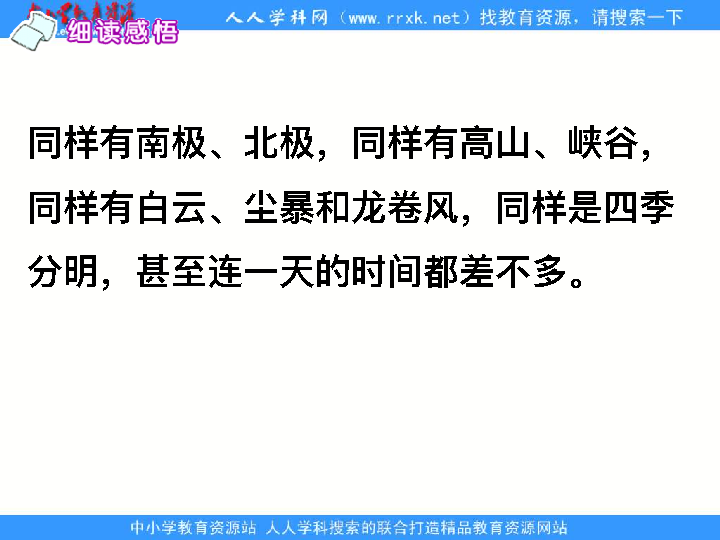 人人学科网（www.rrxk.net）找教育资源，请搜索一下
细读感悟
同样有南极、北极，同样有高山、峡谷，
同样有白云、尘暴和龙卷风，同样是四季
分明，甚至连一天的时间都差不多。
中小学教育资源站 人人学科搜索的联合打造精品教育资源网站